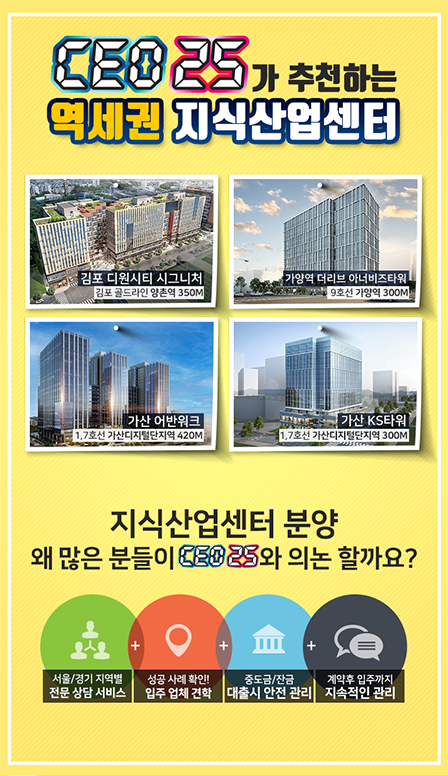 CEO 25가 추천하는
역세권 지식산업센터
김포 디원시티 시그니처
김포 골드라인 양촌역 350M
가양역 더리브 아너비즈타워
9호선 가양역 300M
가산 어반워크
1,7호선 가산디지털단지역 420M
가산 KS타워
1,7호선 가산디지털단지역 300M
지식산업센터 분양
왜 많은 분들이 CEO 25와 의논 할까요?
+ + +
서울/경기 지역별
전문 상담 서비스
성공 사례 확인!
입주 업체 견학
중도금/잔금
대출시 안전 관리
계약후 입주까지
지속적인 관리